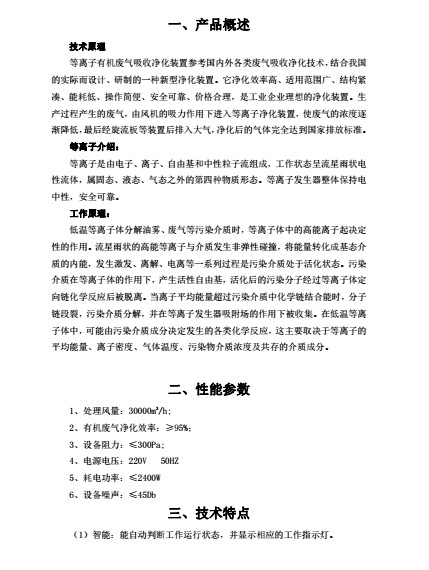 一、产品概述
技术原理
等离子有机废气吸收净化装置参考国内外各类废气吸收净化技术，结合我国
的实际而设计、研制的一种新型净化装置。它净化效率高、适用范围广、结构紧
凑、能耗低、操作简便、安全可靠、价格合理，是工业企业理想的净化装置。生
产过程产生的废气，由风机的吸力作用下进入等离子净化装置，使废气的浓度逐
渐降低，最后经旋流板等装置后排入大气，净化后的气体完全达到国家排放标准。
等离子介绍：
等离子是由电子、离子、自由基和中性粒子流组成，工作状态呈流星雨状电
性流体，属固态、液态、气态之外的第四种物质形态。等离子发生器整体保持电
中性，安全可靠。
工作原理：
低温等离子体分解油雾、废气等污染介质时，等离子体中的高能离子起决定
性的作用。流星雨状的高能等离子与介质发生非弹性碰撞，将能量转化成基态介
质的内能，发生激发、离解、电离等一系列过程是污染介质处于活化状态。污染
介质在等离子体的作用下，产生活性自由基，活化后的污染分子经过等离子体定
向链化学反应后被脱离。当离子平均能量超过污染介质中化学链结合能时，分子
链段裂，污染介质分解，并在等离子发生器吸附场的作用下被收集。在低温等离
子体中，可能由污染介质成分决定发生的各类化学反应，这主要取决于等离子的
平均能量、离子密度、气体温度、污染物介质浓度及共存的介质成分。
二、性能参数
1、处理风量：30000m³/h；
2、有机废气净化效率：≥95%；
3、设备阻力：≤300Pa；
4、电源电压：220V 50HZ
5、耗电功率：≤2400W
6、设备噪声：≤45Db
三、技术特点
（1）智能：能自动判断工作运行状态，并显示相应的工作指示灯。